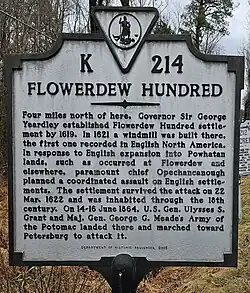 K 214
FLOWERDEW HUNDRED
Four miles north of here, Governor Sir George
Yeardley established Flowerdew Hundred settle-
ment by 1619. In 1621 a windmill was built there,
the first one recorded in English North America.
In response to English expansion into Powhatan
lands, such as occurred at Flowerdew and
elsewhere, paramount chief Opechancanough
planned a coordinated assault on English settle-
ments. The settlement survived the attack on 22
Mar. 1622 and was inhabited through the 18th
century. On 14-16 June 1864, U.S. Gen. Ulysses S.
Grant and Maj. Gen. George G. Meade's Army of
the Potomac landed there and marched toward
Petersburg to attack it.
DEPARTMENT OF HISTORIC RESOURCES,